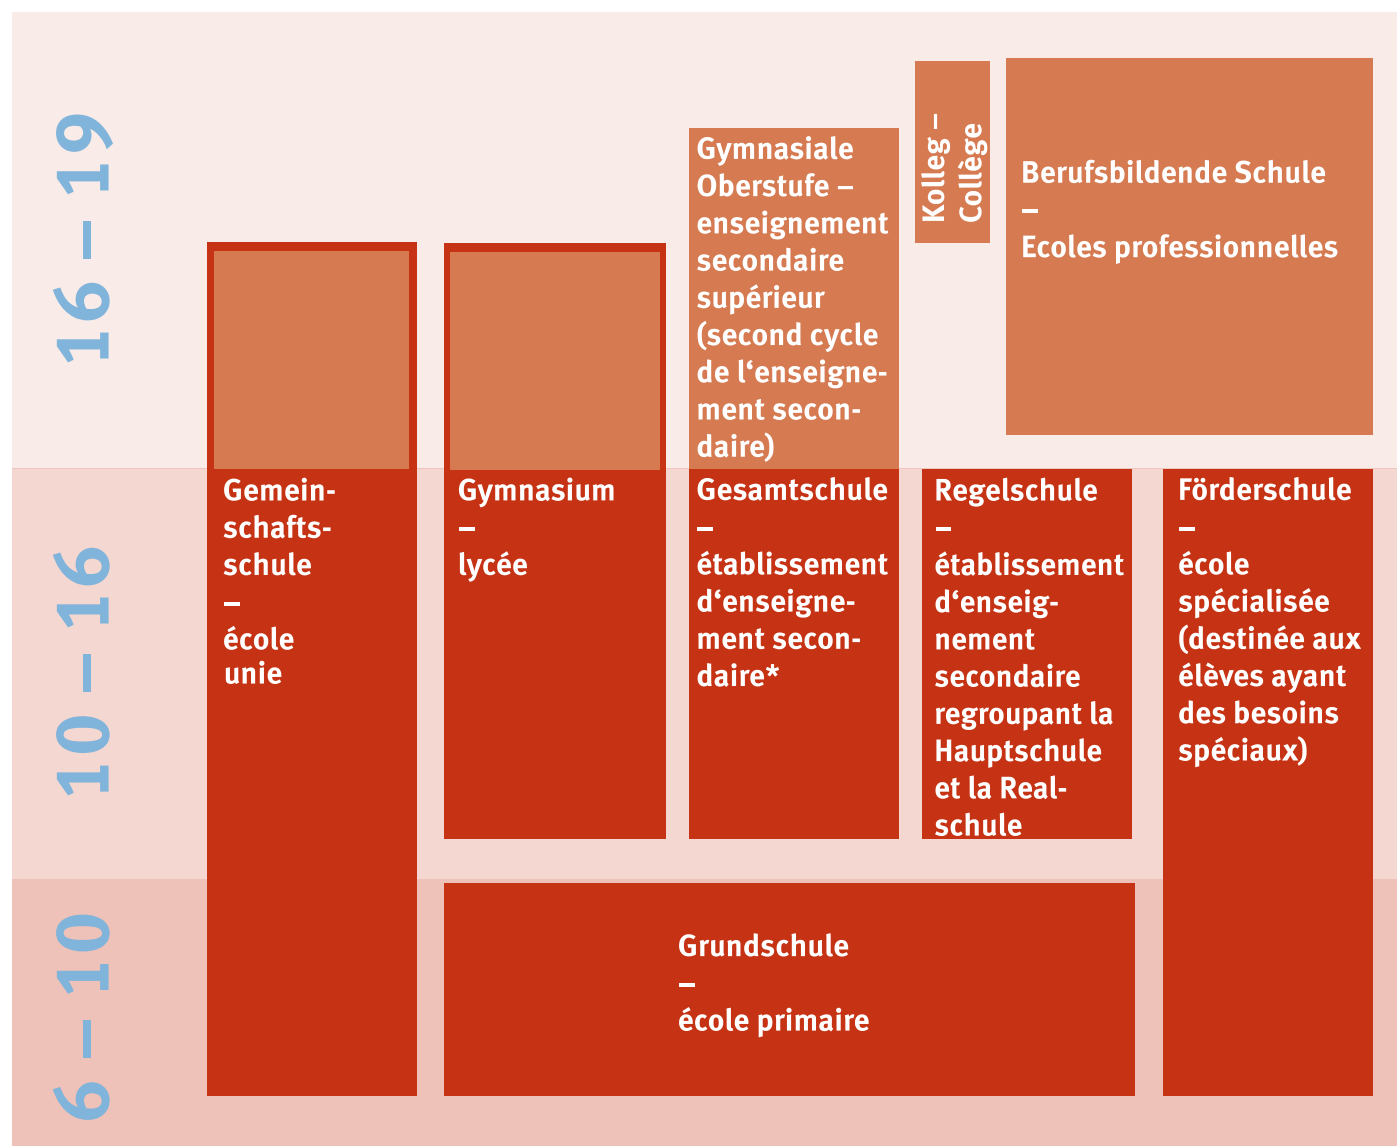 16 – 19
Gymnasiale
Oberstufe –
enseignement
secondaire
supérieur
(second cycle
de l‘enseigne-
ment secon-
daire)
Kolleg –
Collège
Berufsbildende Schule
–
Ecoles professionnelles
10 – 16
Gemein-
schafts-
schule
–
école
unie
Gymnasium
–
lycée
Gesamtschule
–
établissement
d‘enseigne-
ment secon-
daire*
Regelschule
–
établissement
d‘enseig-
nement
secondaire
regroupant la
Hauptschule
et la Real-
schule
Förderschule
–
école
spécialisée
(destinée aux
élèves ayant
des besoins
spéciaux)
6 – 10
Grundschule
–
école primaire